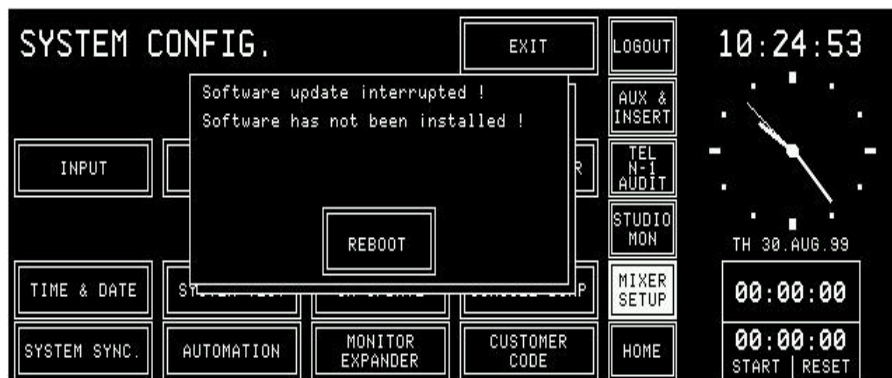 SYSTEM CONFIG.
EXIT
LOGOUT
10:24:53
Software update interrupted !
Software has not been installed !
AUX &
INSERT
INPUT
R
TEL
N-1
AUDIT
REBOOT
STUDIO
MON
TH 30.AUG.99
TIME & DATE
MIXER
SETUP
00:00:00
SYSTEM SYNC.
AUTOMATION
MONITOR
EXPANDER
CUSTOMER
CODE
HOME
00:00:00
START | RESET